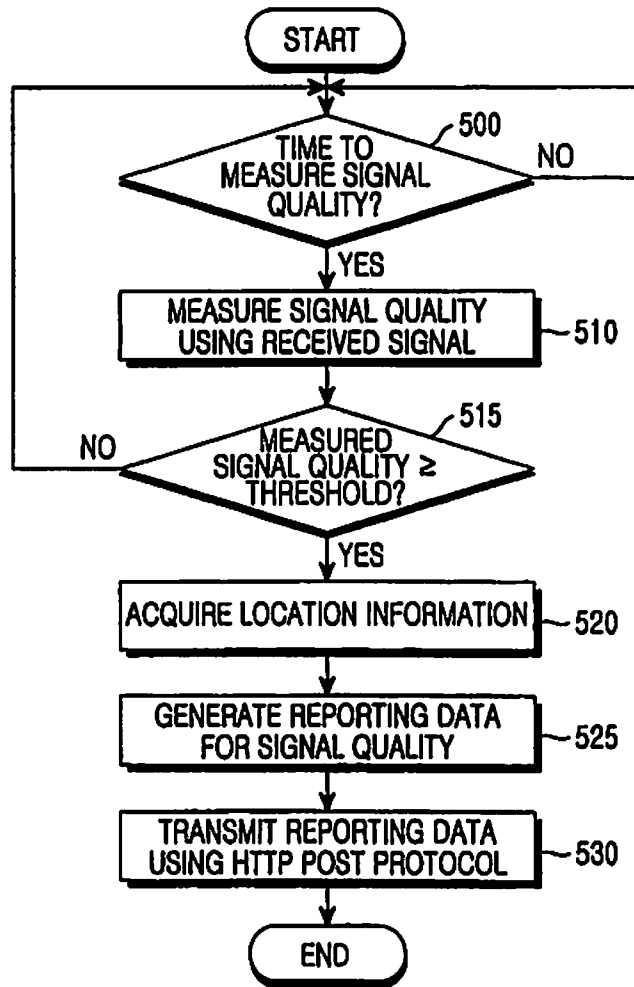 START
500
TIME TO
MEASURE SIGNAL
QUALITY?
NO
YES
MEASURE SIGNAL QUALITY
USING RECEIVED SIGNAL
510
515
NO
MEASURED
SIGNAL QUALITY ≥
THRESHOLD?
YES
ACQUIRE LOCATION INFORMATION
520
GENERATE REPORTING DATA
FOR SIGNAL QUALITY
525
TRANSMIT REPORTING DATA
USING HTTP POST PROTOCOL
530
END